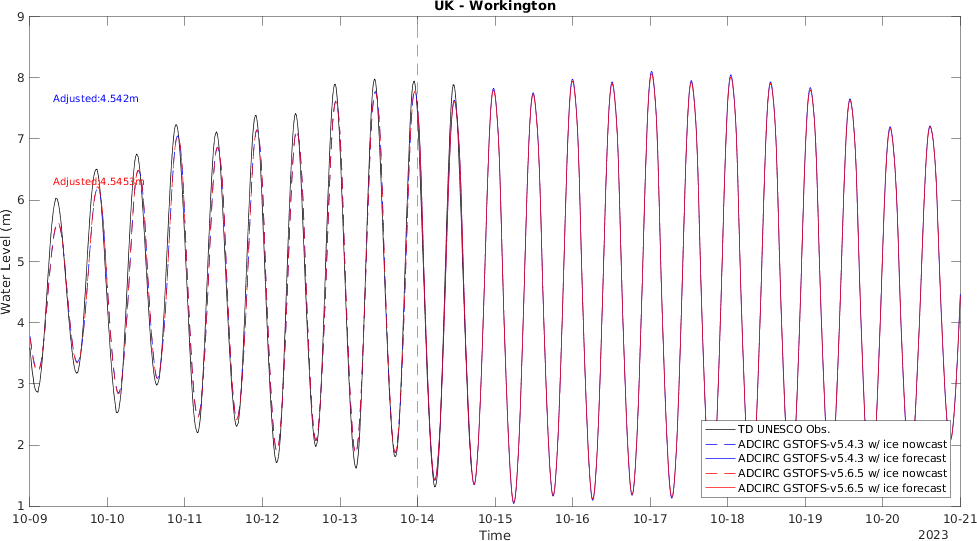 UK - Workington
9
8
7
6
5
4
3
2
1
Water Level (m)
Adjusted:4.542m
Adjusted:4.5453m
TD UNESCO Obs.
ADCIRC GSTOFS-v5.4.3 w/ ice nowcast
ADCIRC GSTOFS-v5.4.3 w/ ice forecast
ADCIRC GSTOFS-v5.6.5 w/ ice nowcast
ADCIRC GSTOFS-v5.6.5 w/ ice forecast
10-09 10-10 10-11 10-12 10-13 10-14 10-15 10-16 10-17 10-18 10-19 10-20 10-21
Time
2023